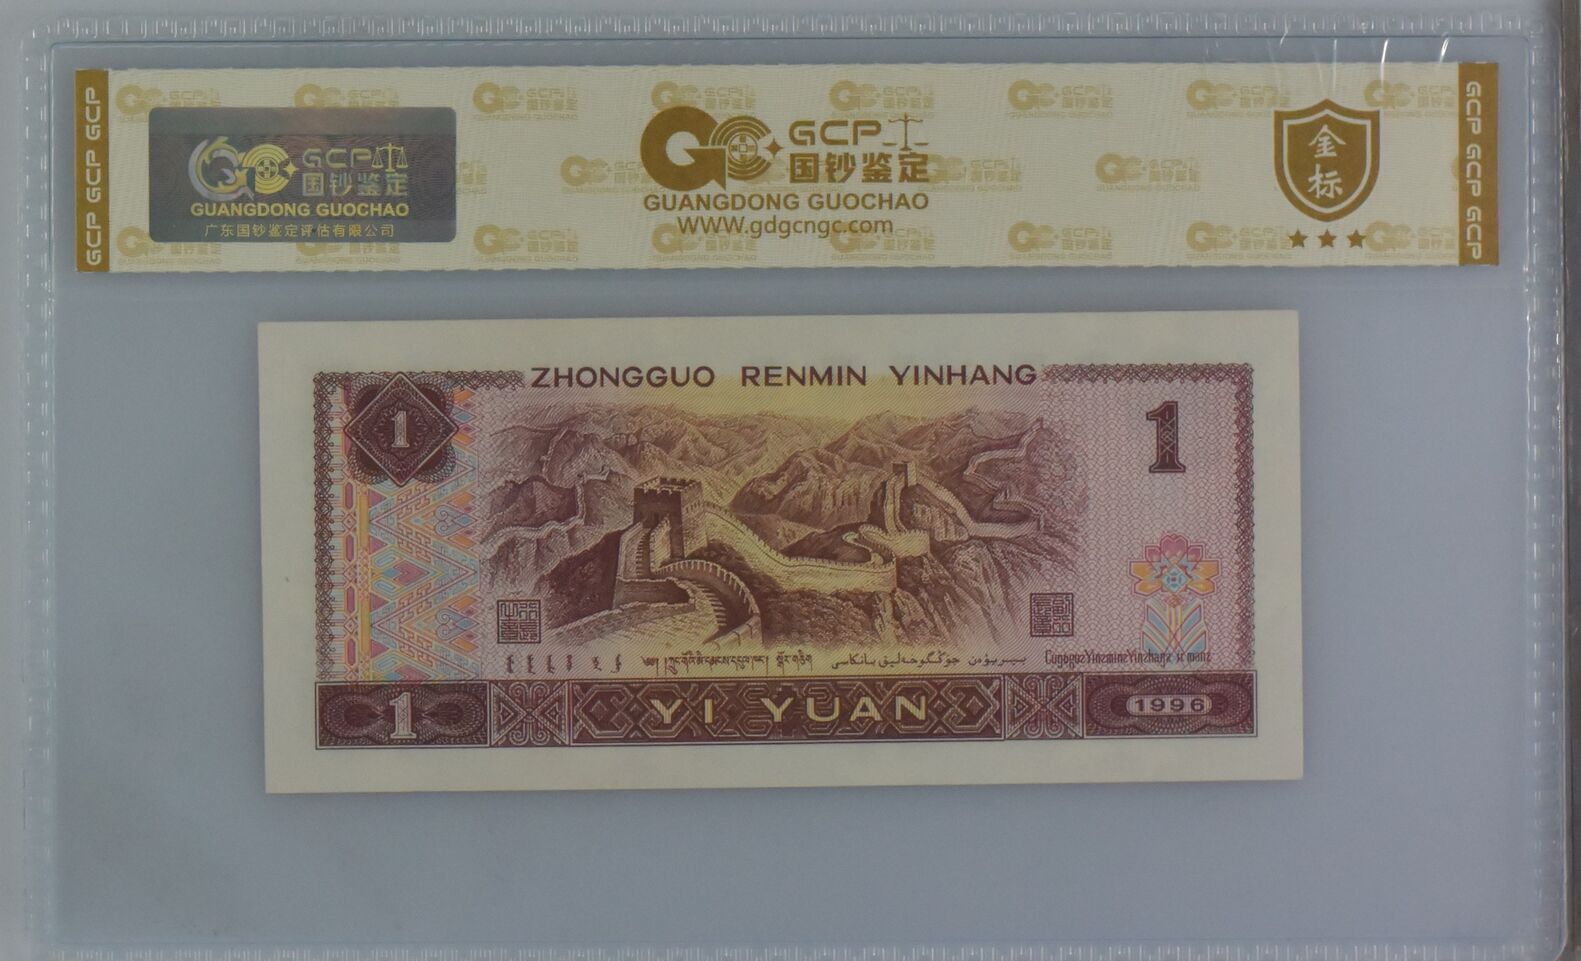 GCP GCP GCP
GCP
国钞鉴定
GUANGDONG GUOCHAO
广东国钞鉴定评估有限公司
GCP
国钞鉴定
GUANGDONG GUOCHAO
WWW.gdgcngc.com
金标
GCP GCP GCP
ZHONGGUO RENMIN YINHANG
1
1
1
YI YUAN
1996